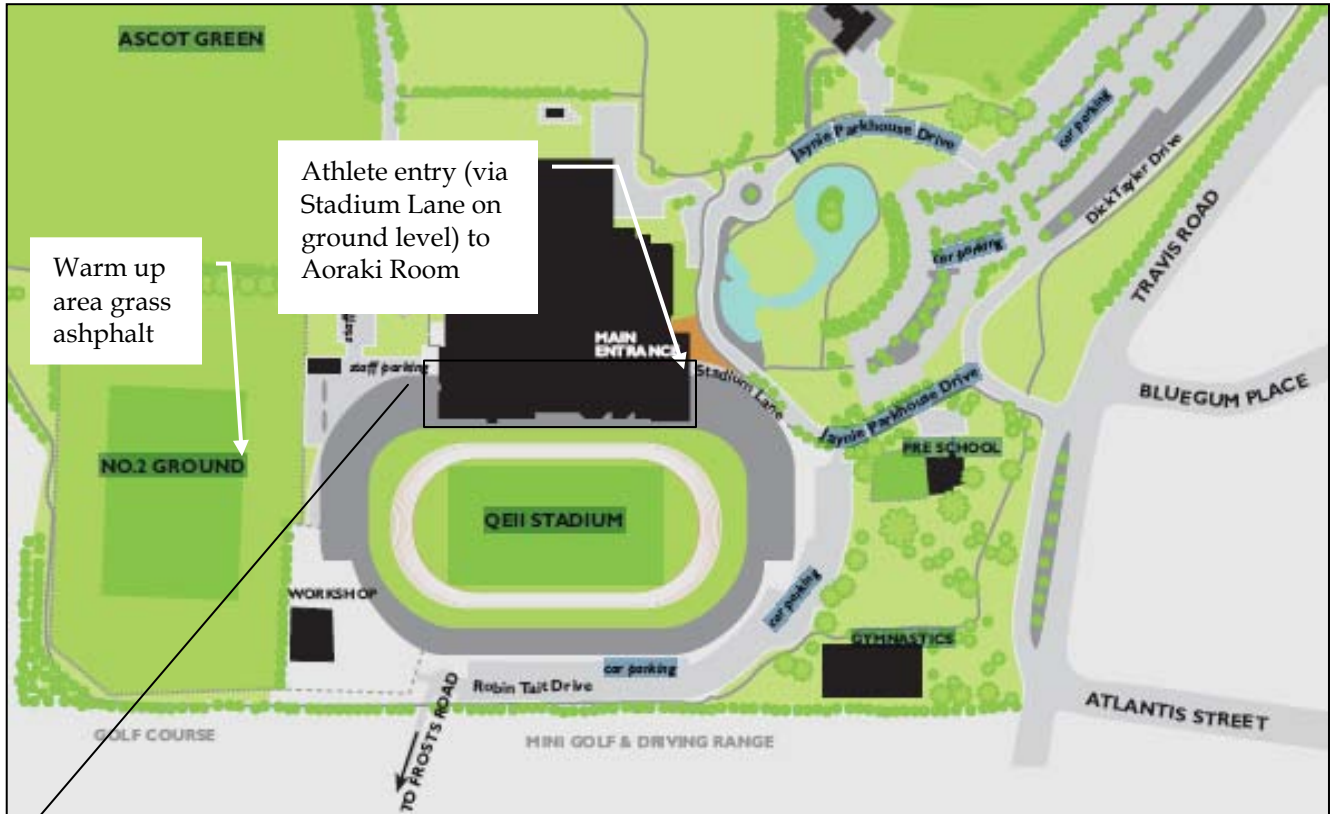 ASCOT GREEN
Jaynie Parkhouse Drive
car parking
Dick Tayler Drive
TRAVIS ROAD
Athlete entry (via
Stadium Lane on
ground level) to
Aoraki Room
Warm up
area grass
ashphalt
car parking
staff
staff parking
MAIN
ENTRANCE
Stadium Lane
BLUEGUM PLACE
Jaynie Parkhouse Drive
PRE SCHOOL
NO.2 GROUND
QEII STADIUM
WORKSHOP
car parking
GYMNASTICS
car parking
Robin Tait Drive
ATLANTIS STREET
GOLF COURSE
MINI GOLF & DRIVING RANGE
TO FROSTS ROAD